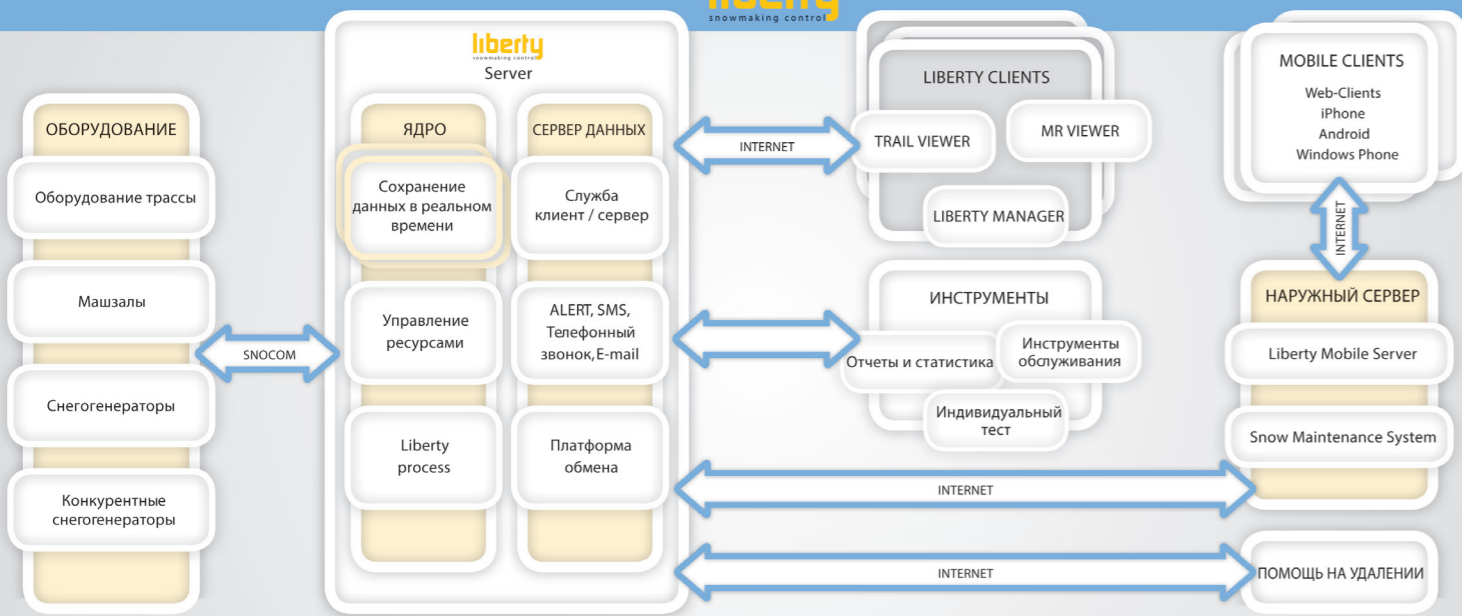 liberty
snowmaking control
liberty
snowmaking control
Server
ОБОРУДОВАНИЕ
Оборудование трассы
Машзалы
Снегогенераторы
Конкурентные
снегогенераторы
SNOCOM
ЯДРО
Сохранение
данных в реальном
времени
Управление
ресурсами
Liberty
process
СЕРВЕР ДАННЫХ
Служба
клиент / сервер
ALERT, SMS,
Телефонный
звонок,E-mail
Платформа
обмена
INTERNET
LIBERTY CLIENTS
TRAIL VIEWER
MR VIEWER
LIBERTY MANAGER
ИНСТРУМЕНТЫ
Отчеты и статистика
Инструменты
обслуживания
Индивидуальный
тест
MOBILE CLIENTS
Web-Clients
iPhone
Android
Windows Phone
INTERNET
НАРУЖНЫЙ СЕРВЕР
Liberty Mobile Server
Snow Maintenance System
INTERNET
INTERNET
ПОМОЩЬ НА УДАЛЕНИИ